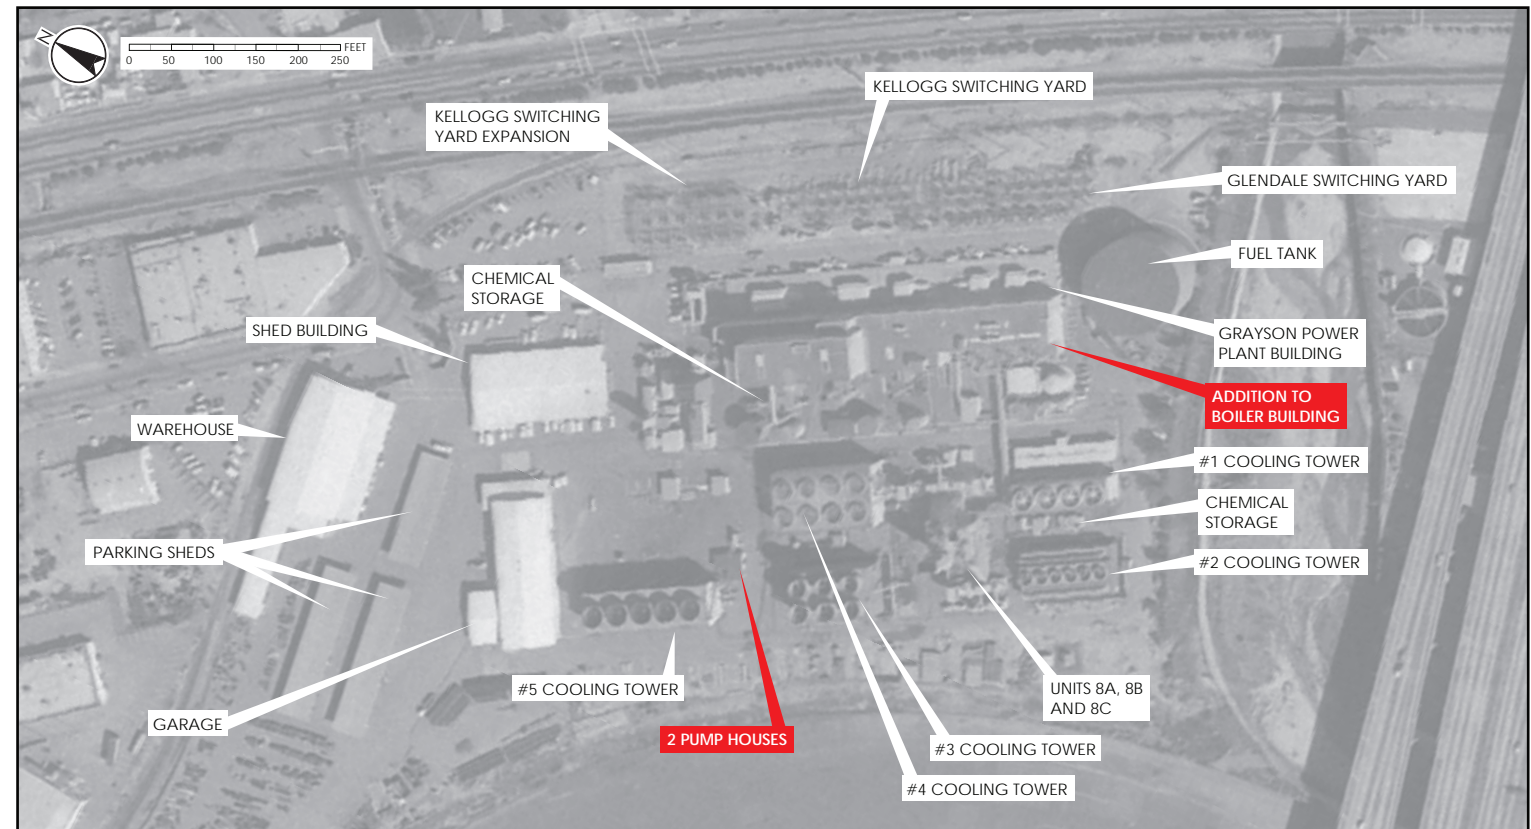 N
FEET
0 50 100 150 200 250
KELLOGG SWITCHING YARD
KELLOGG SWITCHING
YARD EXPANSION
GLENDALE SWITCHING YARD
FUEL TANK
CHEMICAL
STORAGE
SHED BUILDING
GRAYSON POWER
PLANT BUILDING
ADDITION TO
BOILER BUILDING
WAREHOUSE
#1 COOLING TOWER
CHEMICAL
STORAGE
PARKING SHEDS
#2 COOLING TOWER
#5 COOLING TOWER
UNITS 8A, 8B
AND 8C
GARAGE
2 PUMP HOUSES
#3 COOLING TOWER
#4 COOLING TOWER